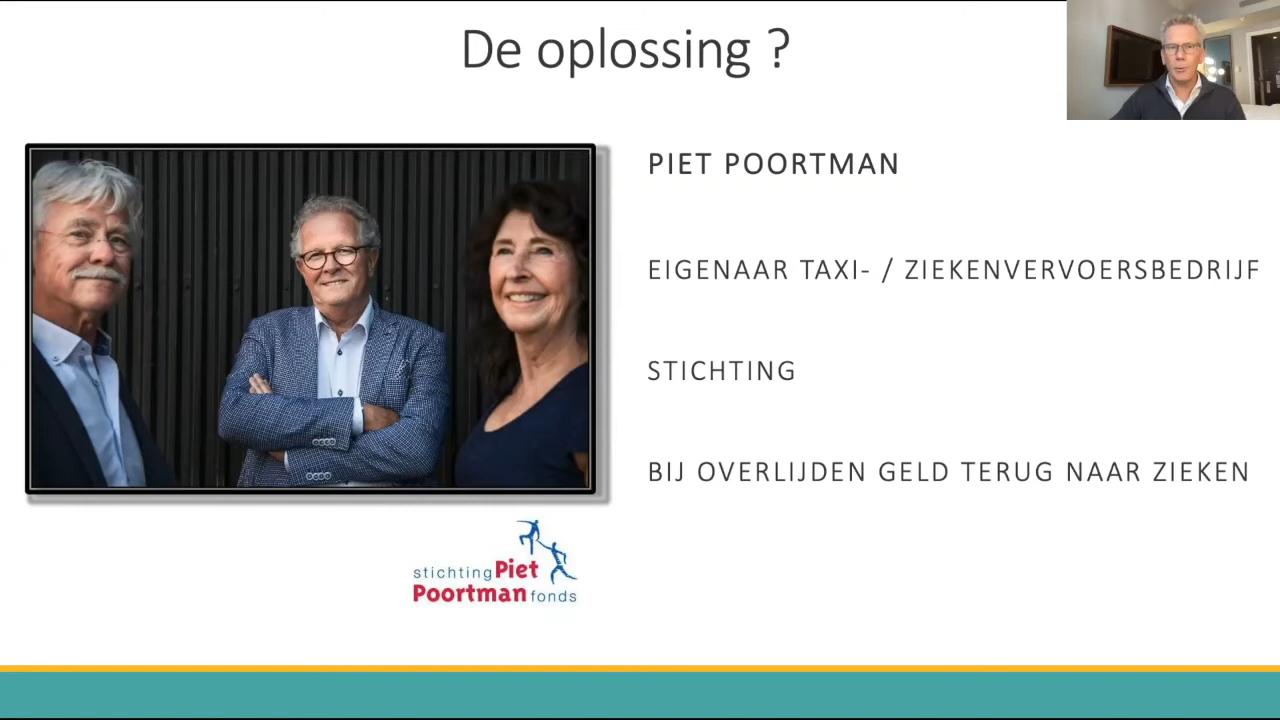 De oplossing ?
PIET POORTMAN
EIGENAAR TAXI- / ZIEKENVERVOERSBEDRIJF
STICHTING
BIJ OVERLIJDEN GELD TERUG NAAR ZIEKEN
stichting Piet
Poortman fonds